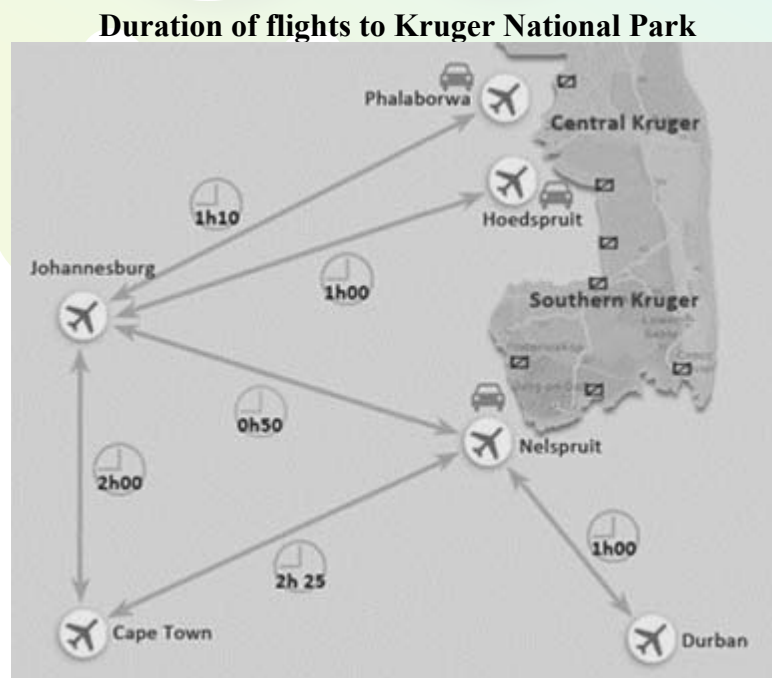 Duration of flights to Kruger National Park
Phalaborwa
Central Kruger
1h10
Hoedspruit
Johannesburg
1h00
Southern Kruger
0h50
Nelspruit
2h00
1h00
2h 25
Cape Town
Durban